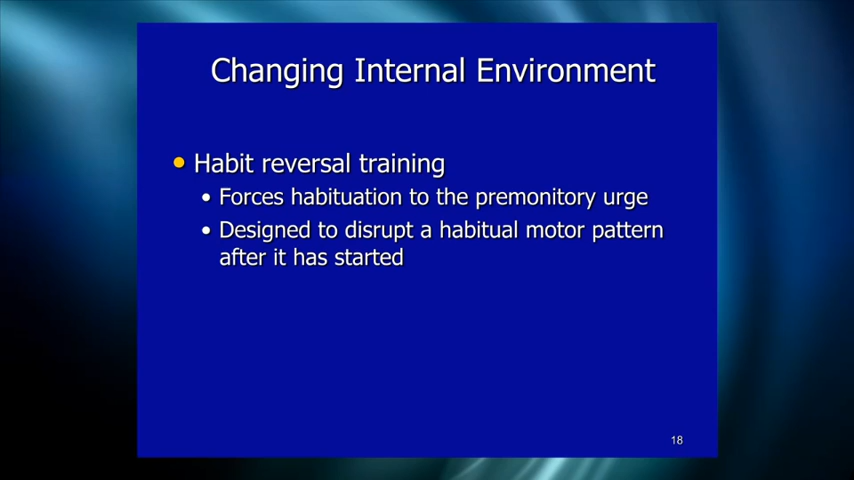 Changing Internal Environment
• Habit reversal training
• Forces habituation to the premonitory urge
• Designed to disrupt a habitual motor pattern
after it has started
18